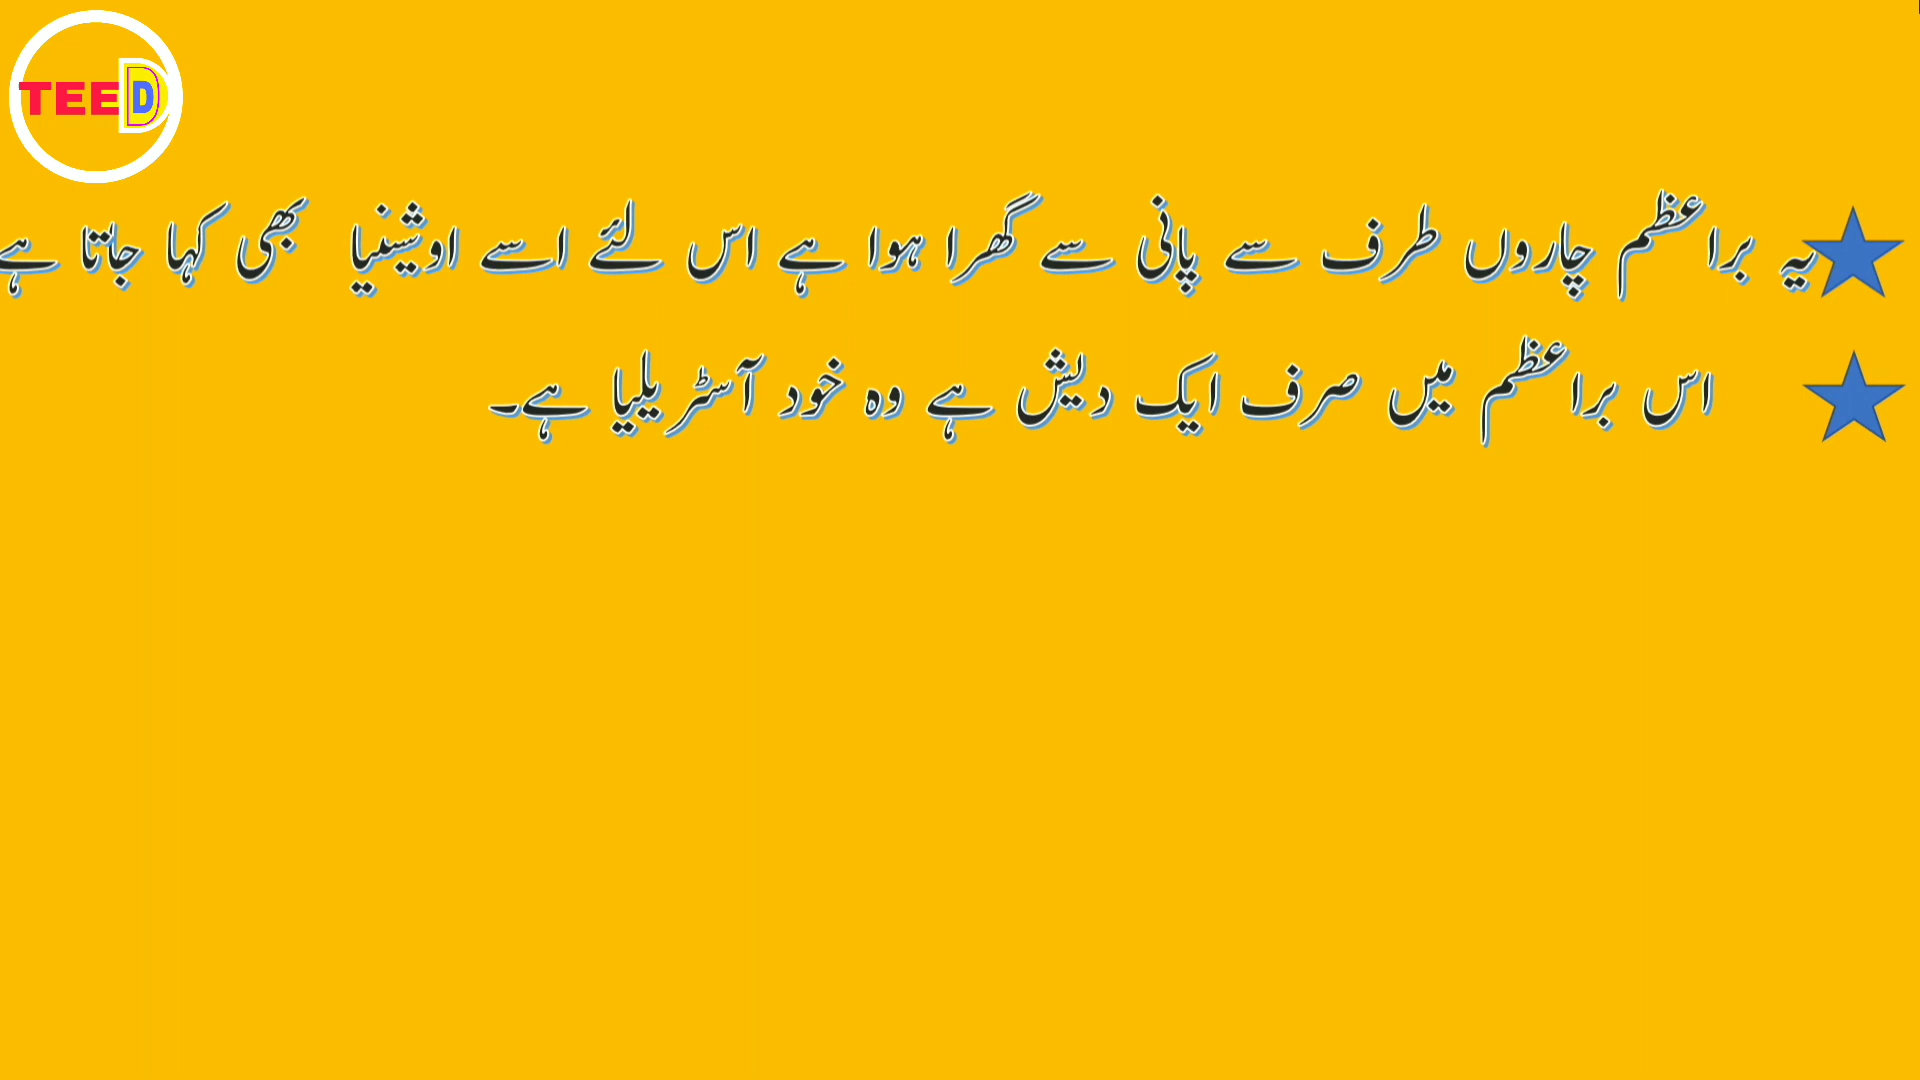 TEED
یہ براعظم چاروں طرف سے پانی سے گھرا ہوا ہے اس لئے اسے اوشینیا بھی کہا جاتا ہے
اس براعظم میں صرف ایک دیش ہے وہ خود آسٹریلیا ہے۔